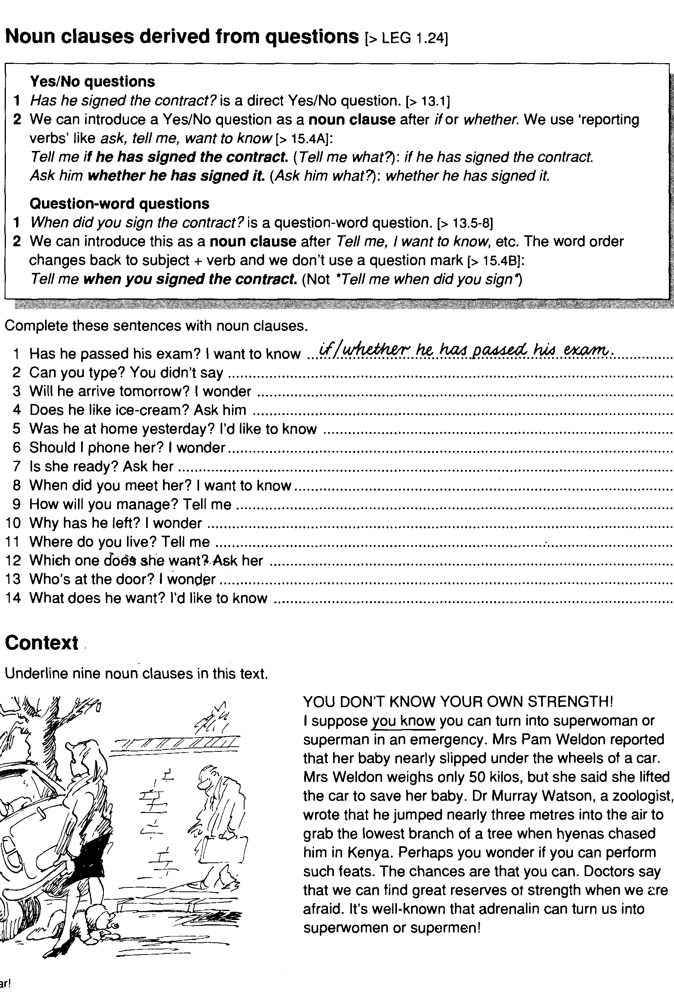 Noun clauses derived from questions [> LEG 1.24]
Yes/No questions
1 Has he signed the contract? is a direct Yes/No question. [> 13.1]
2 We can introduce a Yes/No question as a noun clause after if or whether. We use ‘reporting
verbs’ like ask, tell me, want to know [> 15.4A]:
Tell me if he has signed the contract. (Tell me what?): if he has signed the contract.
Ask him whether he has signed it. (Ask him what?): whether he has signed it.
Question-word questions
1 When did you sign the contract? is a question-word question. [> 13.5-8]
2 We can introduce this as a noun clause after Tell me, I want to know, etc. The word order
changes back to subject + verb and we don't use a question mark [> 15.4B]:
Tell me when you signed the contract. (Not *Tell me when did you sign*)
Complete these sentences with noun clauses.
1 Has he passed his exam? I want to know ...if/whether he has passed his exam.......
2 Can you type? You didn't say ......
3 Will he arrive tomorrow? I wonder ......
4 Does he like ice-cream? Ask him ......
5 Was he at home yesterday? I'd like to know ......
6 Should I phone her? I wonder ......
7 Is she ready? Ask her ......
8 When did you meet her? I want to know ......
9 How will you manage? Tell me ......
10 Why has he left? I wonder ......
11 Where do you live? Tell me ......
12 Which one does she want? Ask her ......
13 Who's at the door? I wonder ......
14 What does he want? I'd like to know ......
Context
Underline nine noun clauses in this text.
YOU DON'T KNOW YOUR OWN STRENGTH!
I suppose you know you can turn into superwoman or
superman in an emergency. Mrs Pam Weldon reported
that her baby nearly slipped under the wheels of a car.
Mrs Weldon weighs only 50 kilos, but she said she lifted
the car to save her baby. Dr Murray Watson, a zoologist,
wrote that he jumped nearly three metres into the air to
grab the lowest branch of a tree when hyenas chased
him in Kenya. Perhaps you wonder if you can perform
such feats. The chances are that you can. Doctors say
that we can find great reserves of strength when we are
afraid. It's well-known that adrenalin can turn us into
superwomen or supermen!
ar!